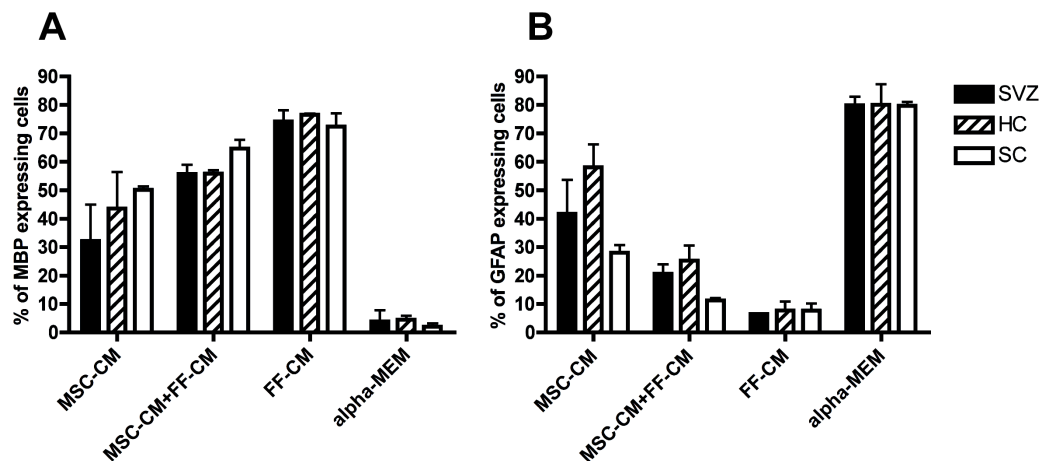 A
B
% of MBP expressing cells
90
80
70
60
50
40
30
20
10
0
MSC-CM
MSC-CM+FF-CM
FF-CM
alpha-MEM
% of GFAP expressing cells
90
80
70
60
50
40
30
20
10
0
MSC-CM
MSC-CM+FF-CM
FF-CM
alpha-MEM
SVZ
HC
SC